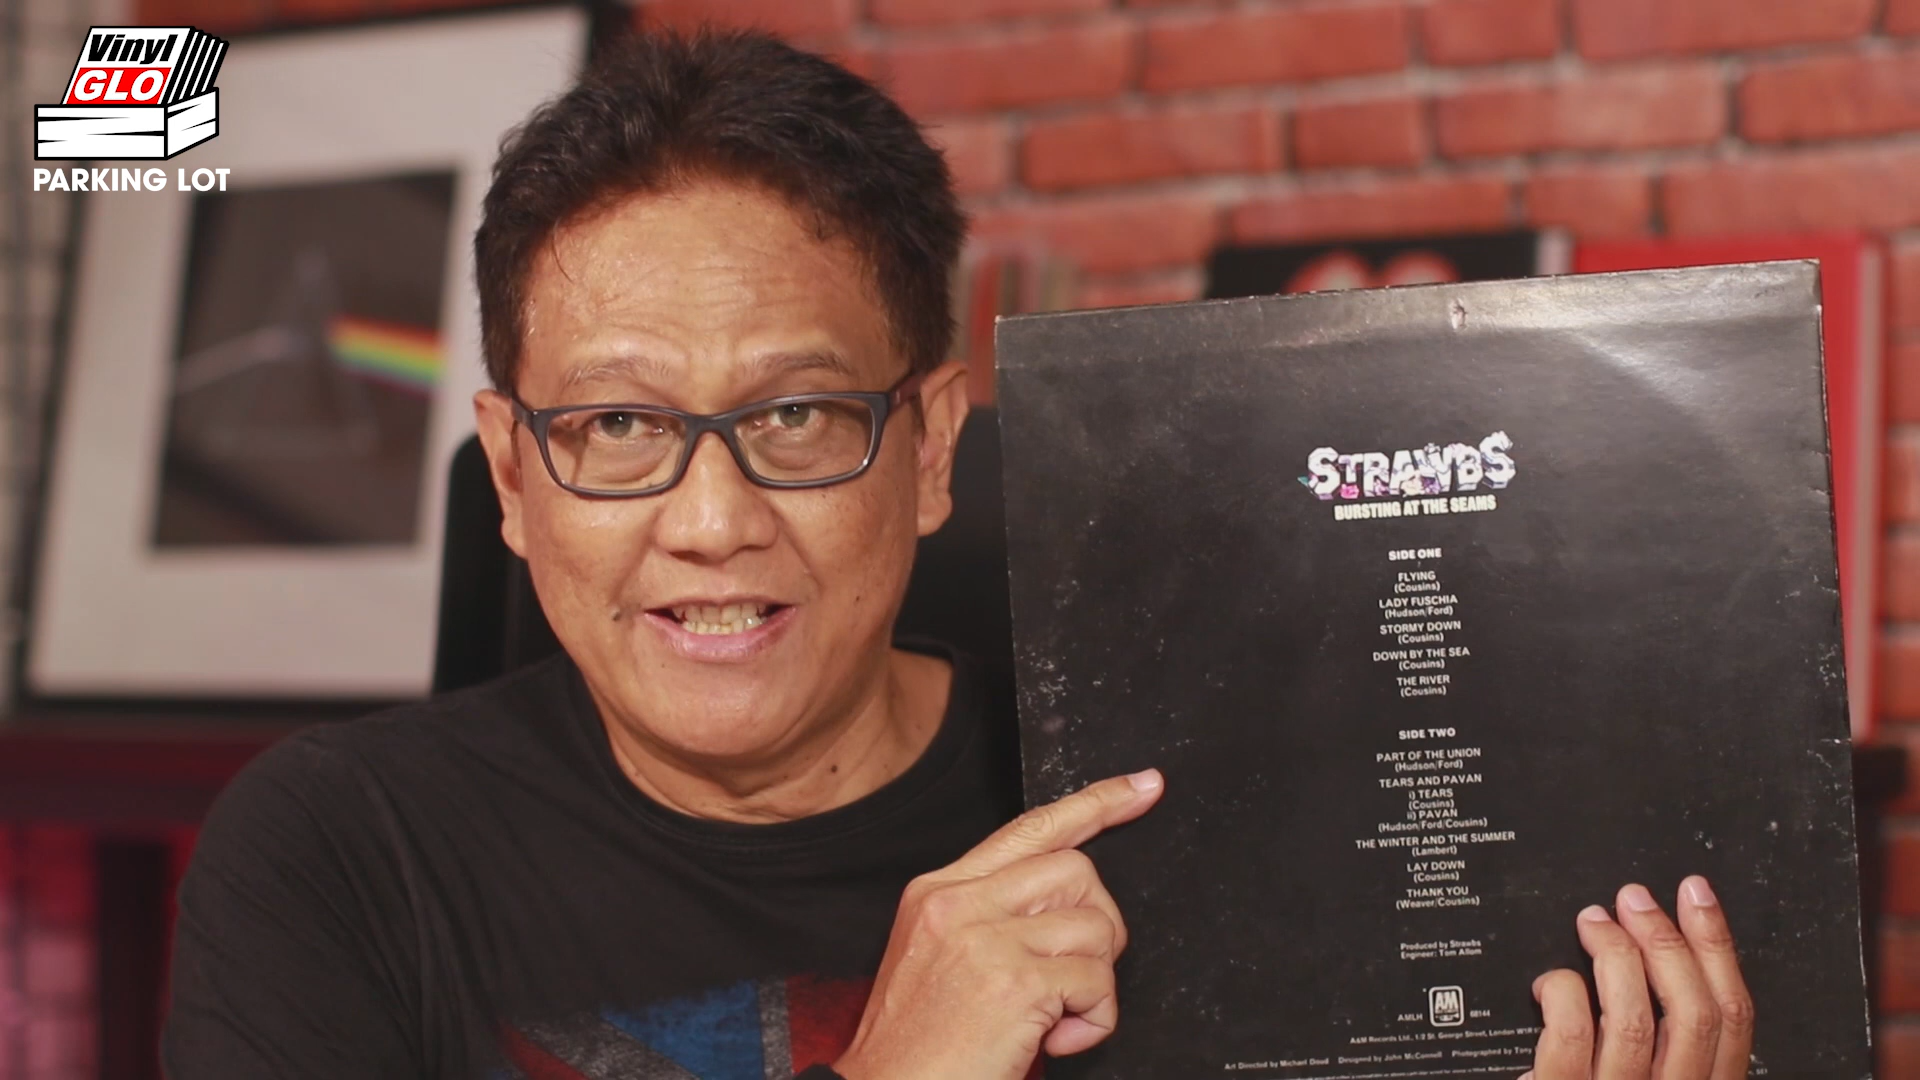 Vinyl
GLO
PARKING LOT
STRAWBS
BURSTING AT THE SEAMS
SIDE ONE
FLYING
(Cousins)
LADY FUSCHIA
(Hudson/Ford)
STORMY DOWN
(Cousins)
DOWN BY THE SEA
(Cousins)
THE RIVER
(Cousins)
SIDE TWO
PART OF THE UNION
(Hudson/Ford)
TEARS AND PAVAN
i) TEARS
(Cousins)
ii) PAVAN
(Hudson/Ford/Cousins)
THE WINTER AND THE SUMMER
(Lambert)
LAY DOWN
(Cousins)
THANK YOU
(Weaver/Cousins)
Produced by Strawbs
Engineer: Tom Allom
AMLH A&M 68144
A&M Records Ltd., 1/2 St. George Street, London W1R
Art Directed by Michael Doud Designed by John McConnell Photographed by Tony